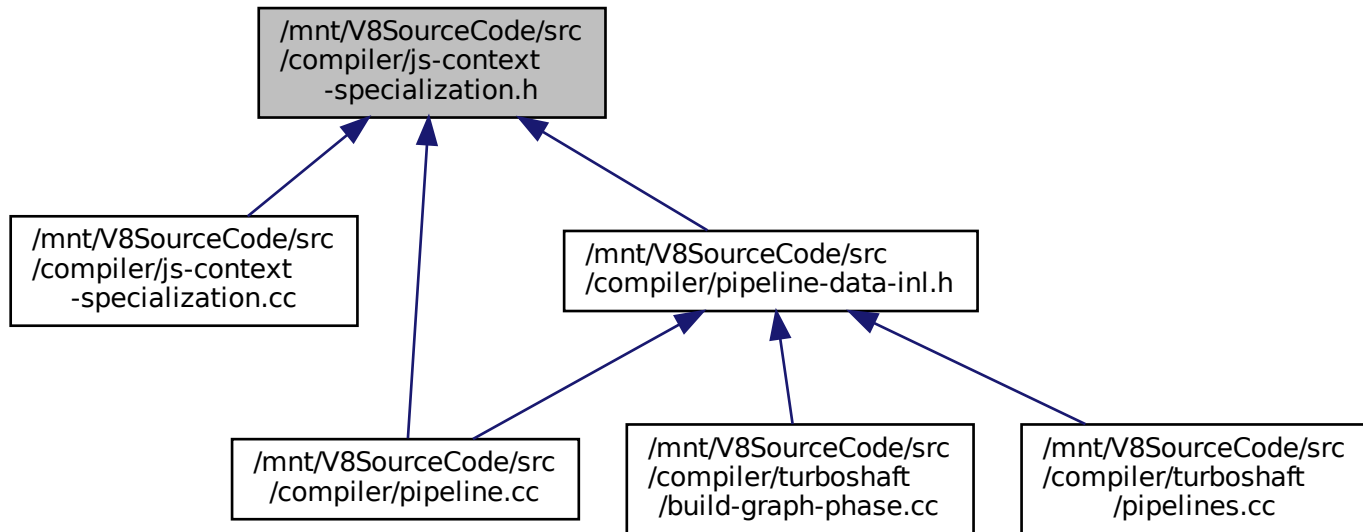 /mnt/V8SourceCode/src
/compiler/js-context
-specialization.h
/mnt/V8SourceCode/src
/compiler/js-context
-specialization.cc
/mnt/V8SourceCode/src
/compiler/pipeline-data-inl.h
/mnt/V8SourceCode/src
/compiler/pipeline.cc
/mnt/V8SourceCode/src
/compiler/turboshaft
/build-graph-phase.cc
/mnt/V8SourceCode/src
/compiler/turboshaft
/pipelines.cc